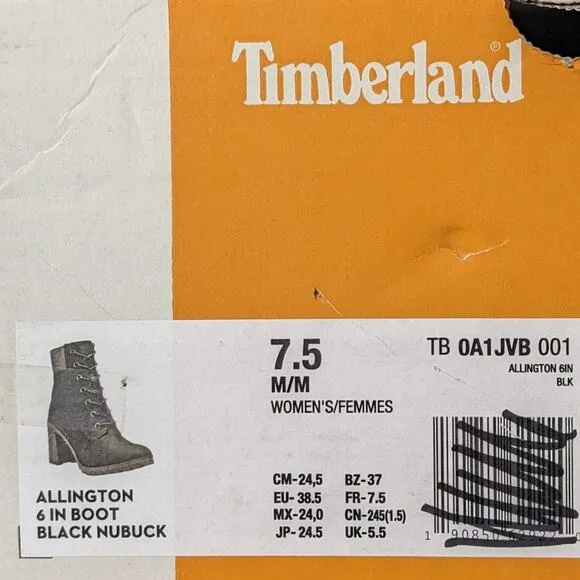 Timberland®
7.5
M/M
WOMEN'S/FEMMES
TB 0A1JVB 001
ALLINGTON 6IN
BLK
ALLINGTON
6 IN BOOT
BLACK NUBUCK
CM-24,5 BZ-37
EU- 38.5 FR-7.5
MX-24,0 CN-245(1.5)
JP-24.5 UK-5.5